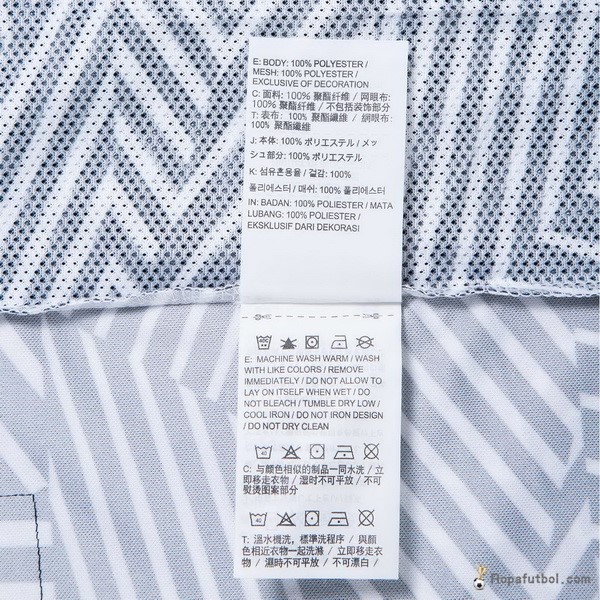 E: BODY: 100% POLYESTER /
MESH: 100% POLYESTER /
EXCLUSIVE OF DECORATION
C: 面料: 100% 聚酯纤维 / 网眼布:
100% 聚酯纤维 / 不包括装饰部分
T: 表布: 100% 聚酯纖維 / 網眼布:
100% 聚酯纖維
J: 本体: 100% ポリエステル / メッ
シュ部分: 100% ポリエステル
K: 섬유혼용율 / 겉감: 100%
폴리에스터 / 매쉬: 100% 폴리에스터
IN: BADAN: 100% POLIESTER / MATA
LUBANG: 100% POLIESTER /
EKSKLUSIF DARI DEKORASI
E: MACHINE WASH WARM / WASH
WITH LIKE COLORS / REMOVE
IMMEDIATELY / DO NOT ALLOW TO
LAY ON ITSELF WHEN WET / DO
NOT BLEACH / TUMBLE DRY LOW /
COOL IRON / DO NOT IRON DESIGN
/ DO NOT DRY CLEAN
C: 与颜色相似的制品一同水洗 / 立
即移走衣物 / 湿时不可平放 / 不可
熨烫图案部分
T: 溫水機洗, 標準洗程序 / 與顏
色相近衣物一起洗滌 / 立即移走衣
物 / 濕時不可平放 / 不可漂白 /
flopafutbol.com